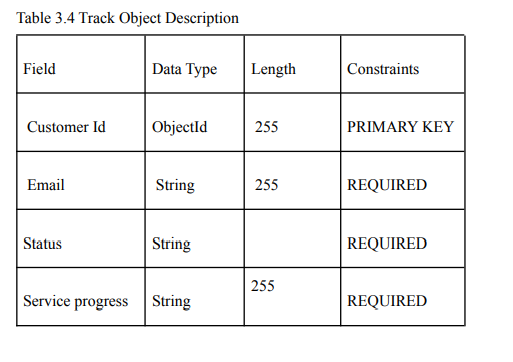 Table 3.4 Track Object Description
Field Data Type Length Constraints
Customer Id ObjectId 255 PRIMARY KEY
Email String 255 REQUIRED
Status String REQUIRED
Service progress String 255 REQUIRED